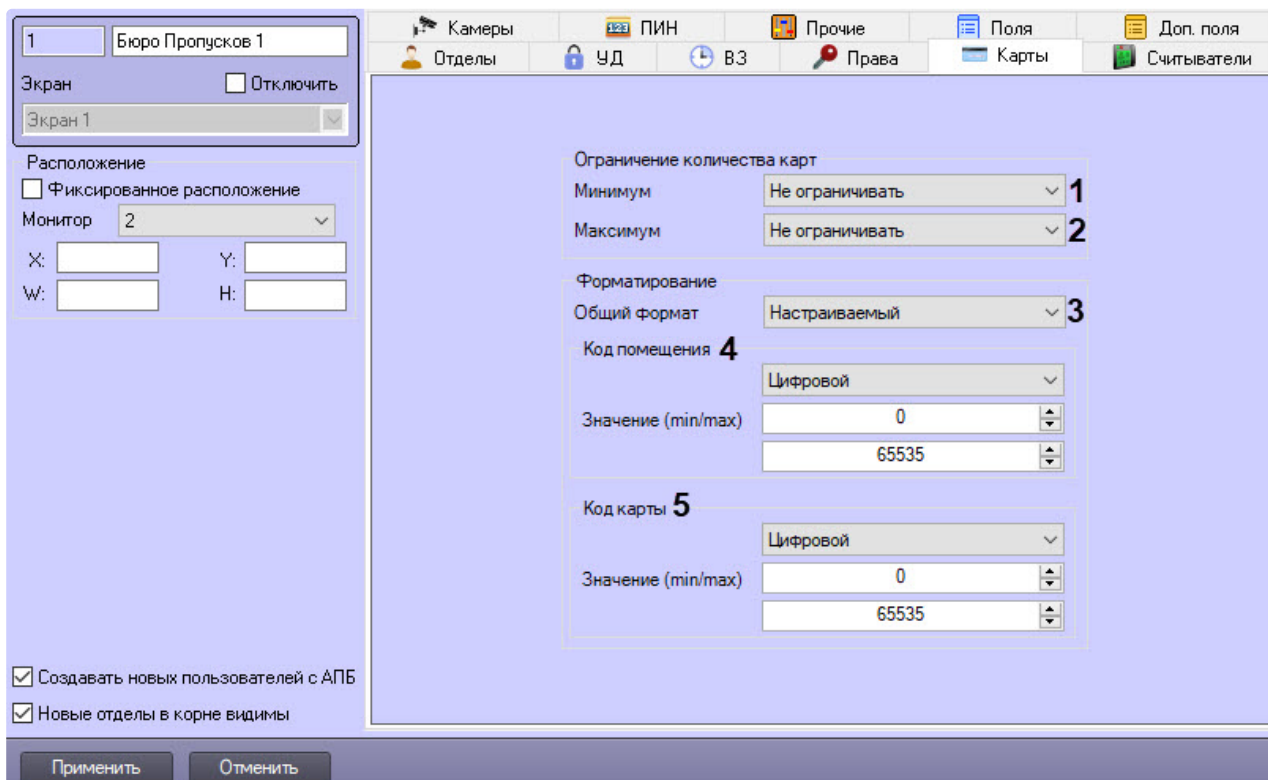 1
Бюро Пропусков 1
Экран
Отключить
Экран 1
Расположение
Фиксированное расположение
Монитор 2
X:
Y:
W:
H:
Создавать новых пользователей с АПБ
Новые отделы в корне видимы
Камеры
ПИН
Прочие
Поля
Доп. поля
Отделы
УД
ВЗ
Права
Карты
Считыватели
Ограничение количества карт
Минимум Не ограничивать 1
Максимум Не ограничивать 2
Форматирование
Общий формат Настраиваемый 3
Код помещения 4
Цифровой
Значение (min/max) 0
65535
Код карты 5
Цифровой
Значение (min/max) 0
65535
Применить
Отменить